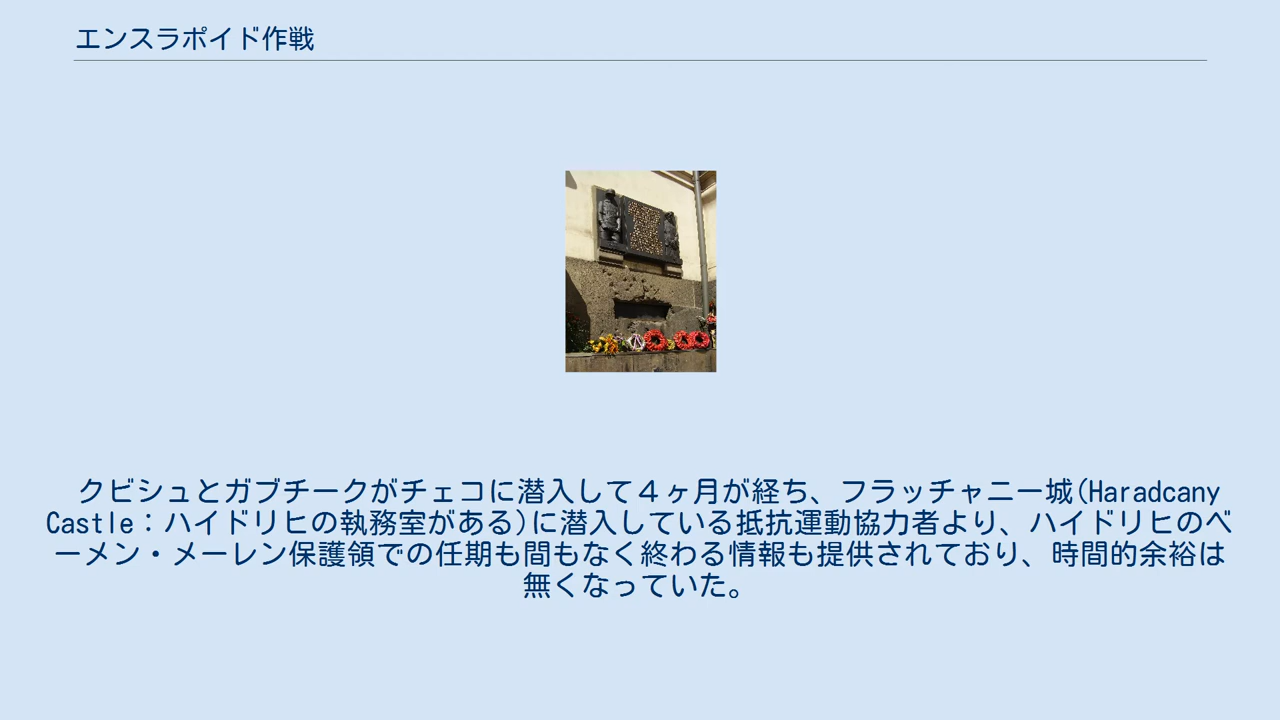 エンスラポイド作戦
クビシュとガブチークがチェコに潜入して４ヶ月が経ち、フラッチャニー城(Haradcany
Castle：ハイドリヒの執務室がある)に潜入している抵抗運動協力者より、ハイドリヒのベ
ーメン・メーレン保護領での任期も間もなく終わる情報も提供されており、時間的余裕は
無くなっていた。